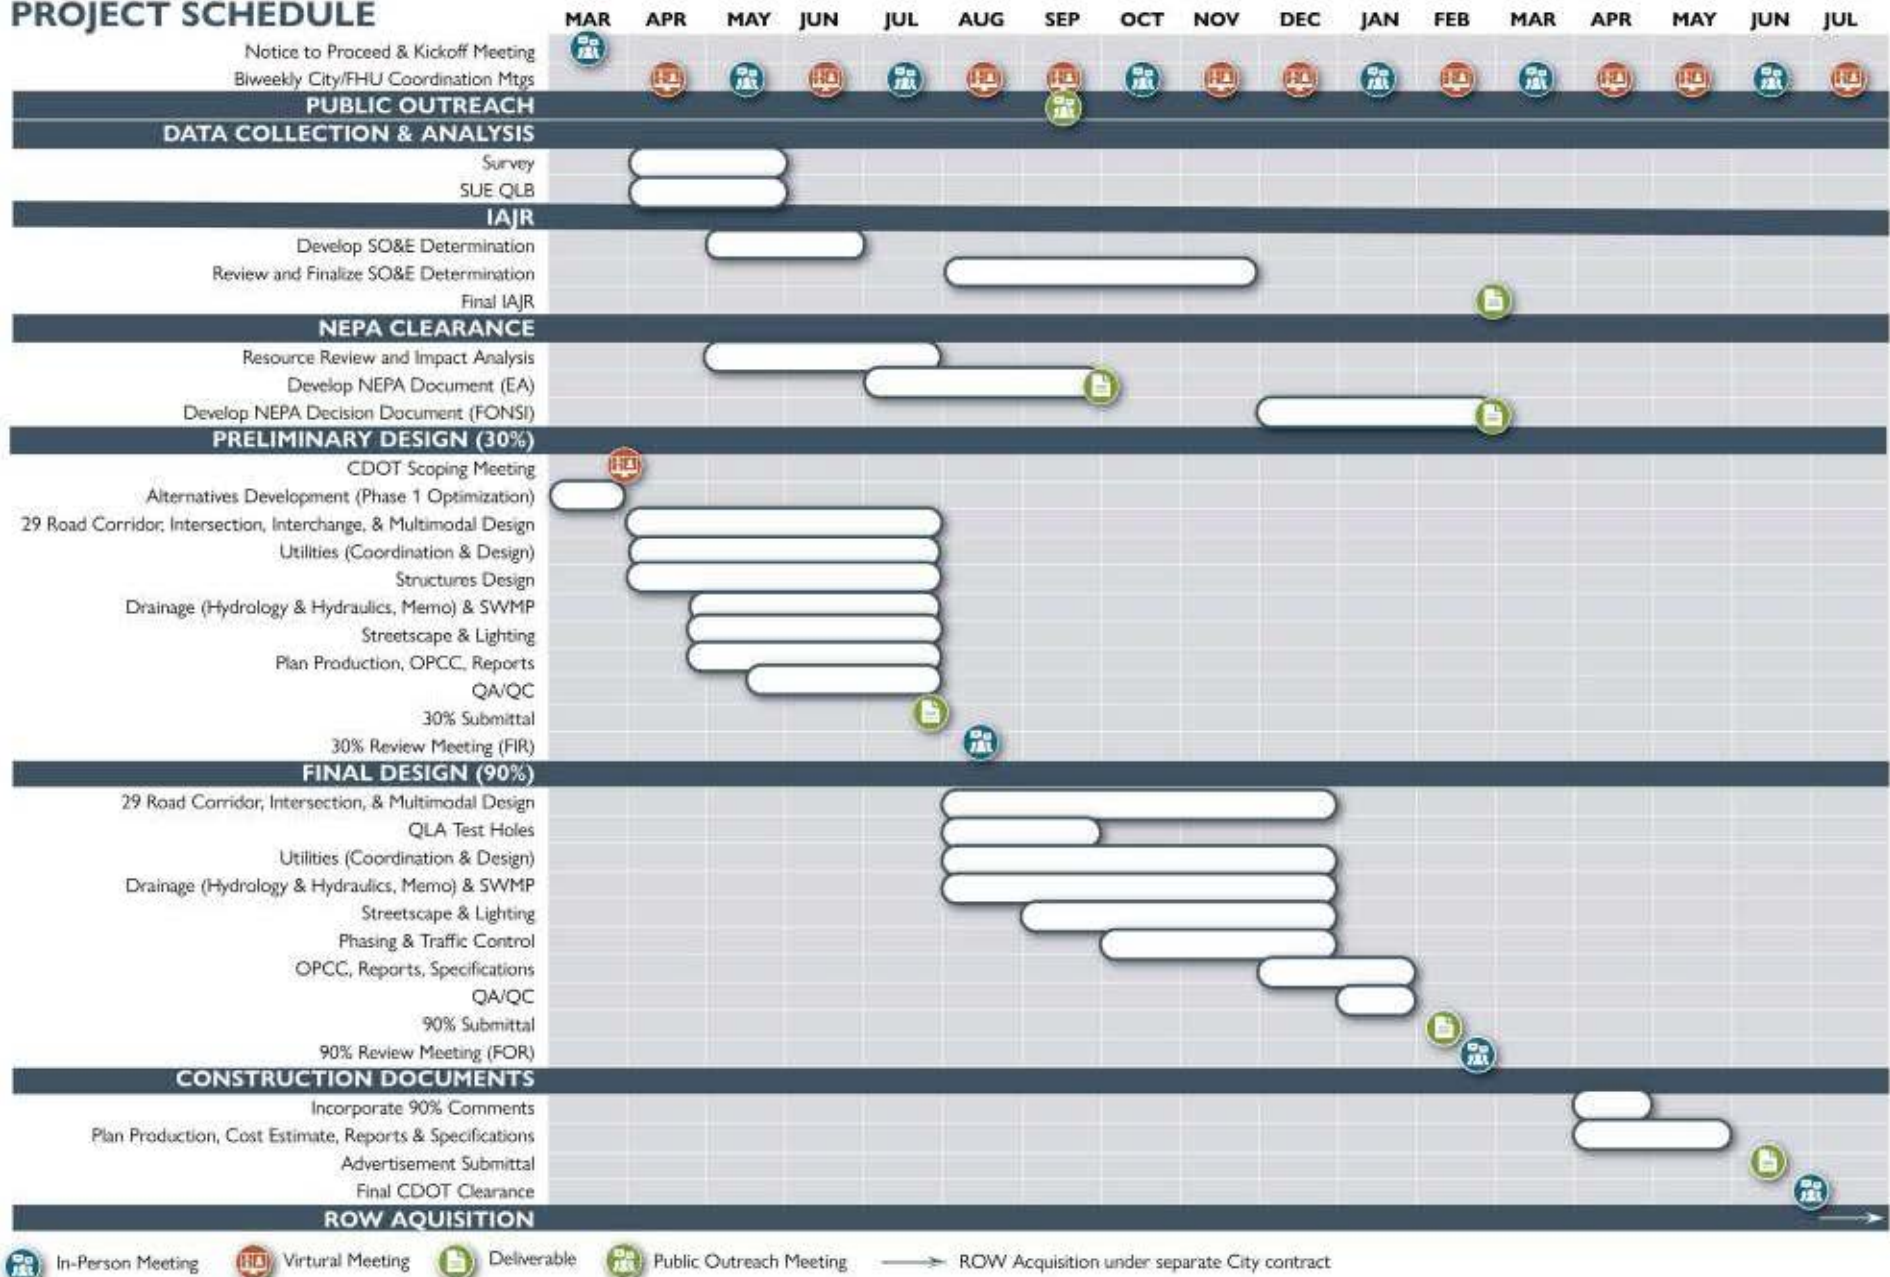 PROJECT SCHEDULE
MAR APR MAY JUN JUL AUG SEP OCT NOV DEC JAN FEB MAR APR MAY JUN JUL
Notice to Proceed & Kickoff Meeting
Biweekly City/FHU Coordination Mtgs
PUBLIC OUTREACH
DATA COLLECTION & ANALYSIS
Survey
SUE QLB
IAJR
Develop SO&E Determination
Review and Finalize SO&E Determination
Final IAJR
NEPA CLEARANCE
Resource Review and Impact Analysis
Develop NEPA Document (EA)
Develop NEPA Decision Document (FONSI)
PRELIMINARY DESIGN (30%)
CDOT Scoping Meeting
Alternatives Development (Phase 1 Optimization)
29 Road Corridor, Intersection, Interchange, & Multimodal Design
Utilities (Coordination & Design)
Structures Design
Drainage (Hydrology & Hydraulics, Memo) & SWMP
Streetscape & Lighting
Plan Production, OPCC, Reports
QA/QC
30% Submittal
30% Review Meeting (FIR)
FINAL DESIGN (90%)
29 Road Corridor, Intersection, & Multimodal Design
QLA Test Holes
Utilities (Coordination & Design)
Drainage (Hydrology & Hydraulics, Memo) & SWMP
Streetscape & Lighting
Phasing & Traffic Control
OPCC, Reports, Specifications
QA/QC
90% Submittal
90% Review Meeting (FOR)
CONSTRUCTION DOCUMENTS
Incorporate 90% Comments
Plan Production, Cost Estimate, Reports & Specifications
Advertisement Submittal
Final CDOT Clearance
ROW AQUISITION
In-Person Meeting Virtural Meeting Deliverable Public Outreach Meeting ROW Acquisition under separate City contract